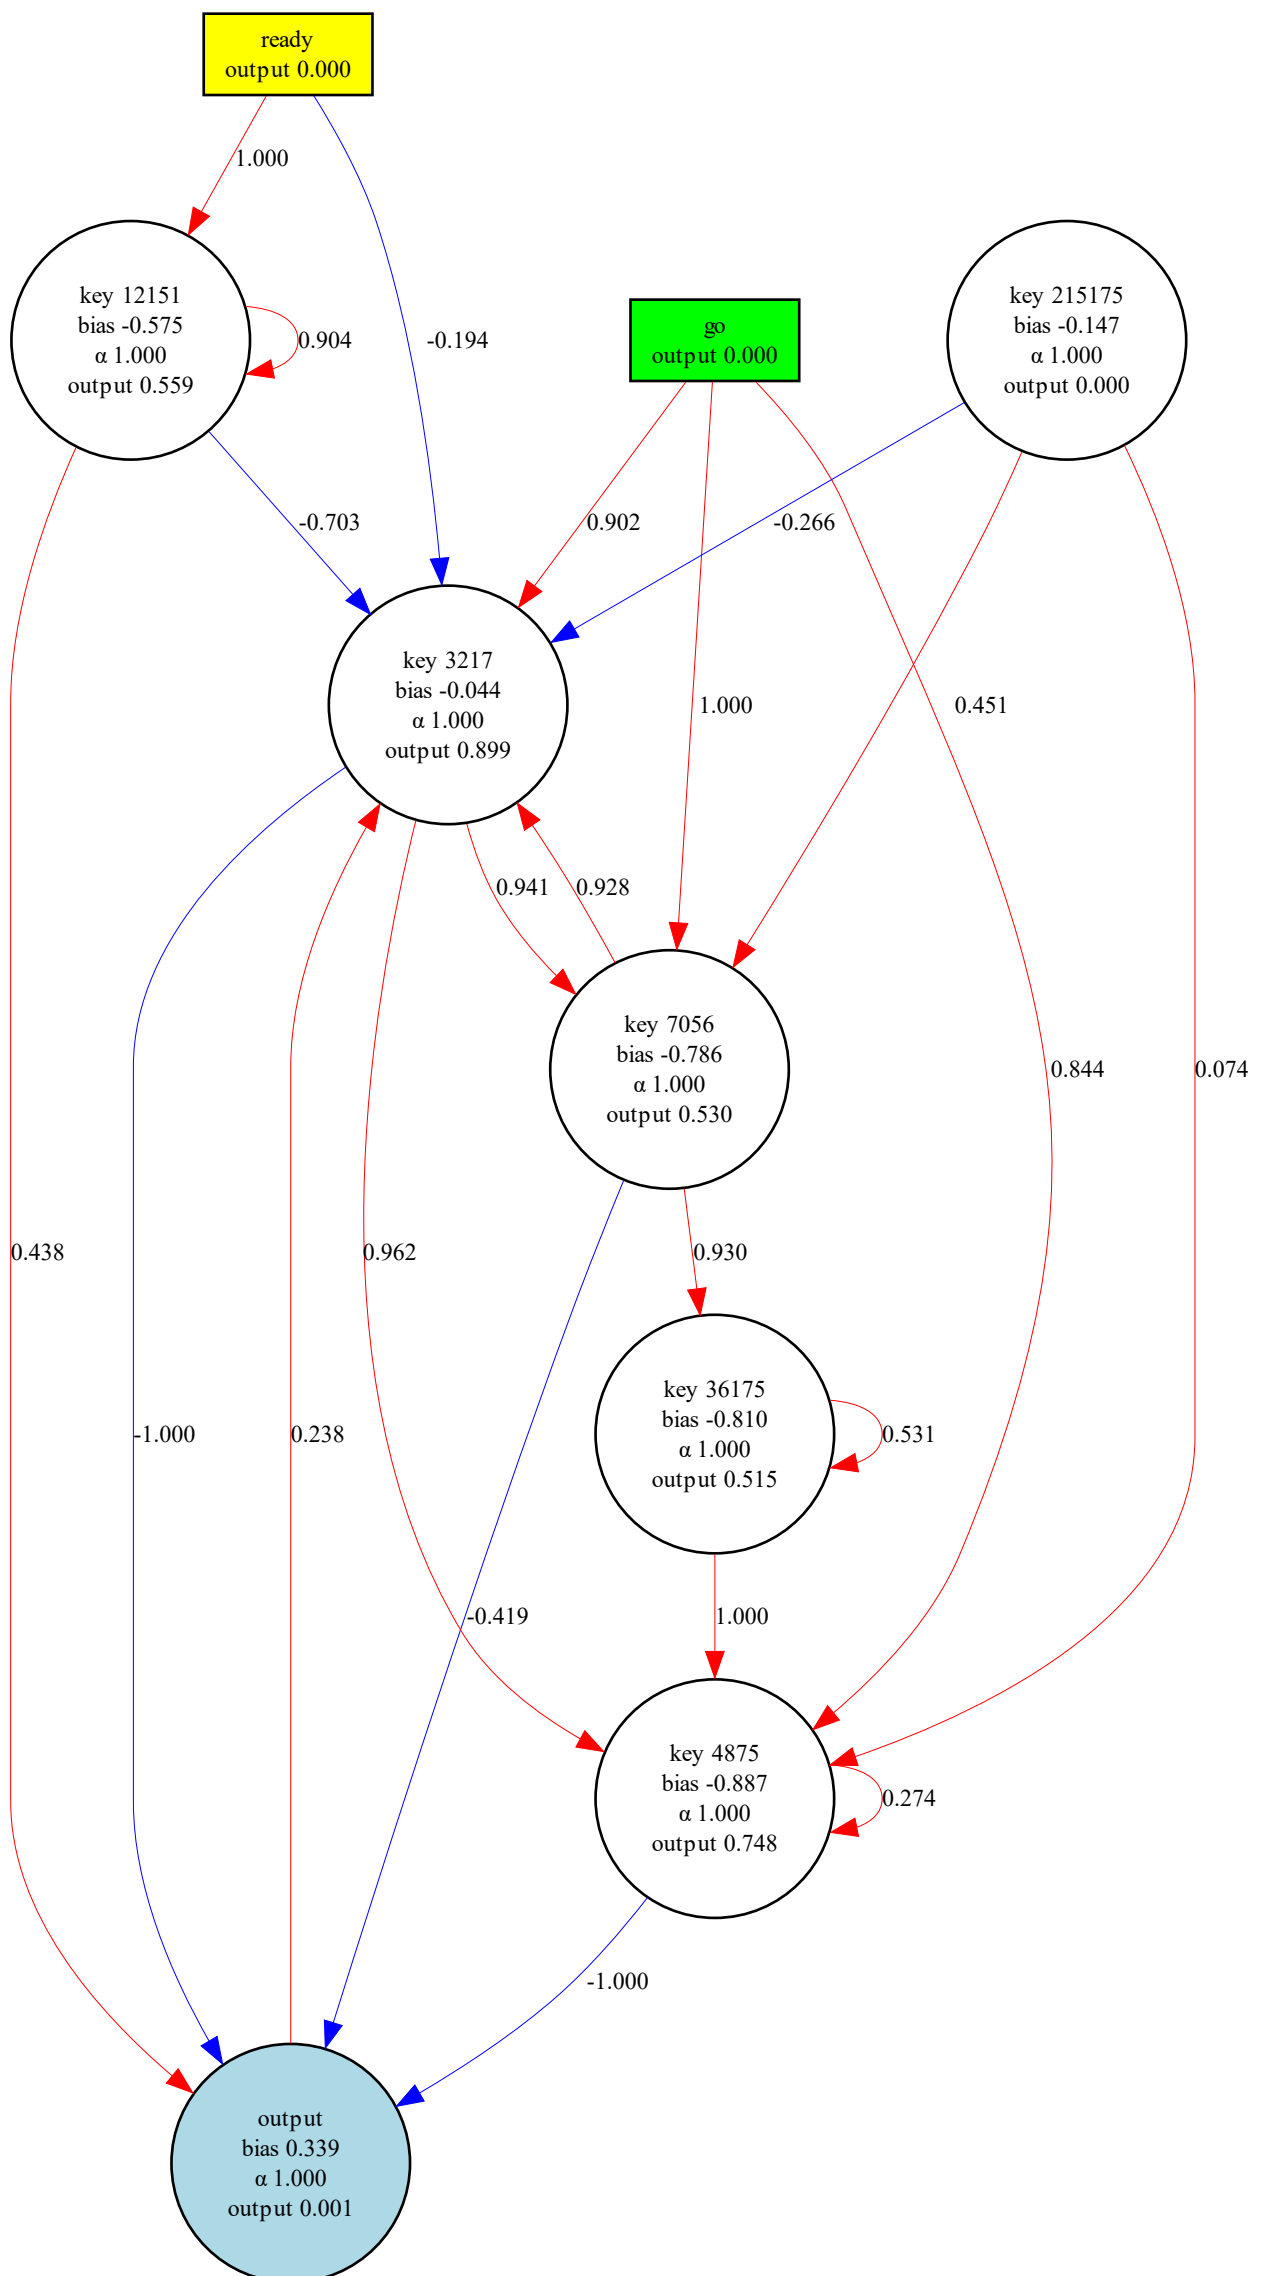 ready
output 0.000
1.000
key 12151
bias -0.575
α 1.000
output 0.559
0.904
-0.194
go
output 0.000
key 215175
bias -0.147
α 1.000
output 0.000
-0.703
0.902
-0.266
key 3217
bias -0.044
α 1.000
output 0.899
1.000
0.451
0.941
0.928
key 7056
bias -0.786
α 1.000
output 0.530
0.844
0.074
0.438
0.962
0.930
key 36175
bias -0.810
α 1.000
output 0.515
0.531
-1.000
0.238
-0.419
1.000
key 4875
bias -0.887
α 1.000
output 0.748
0.274
-1.000
output
bias 0.339
α 1.000
output 0.001